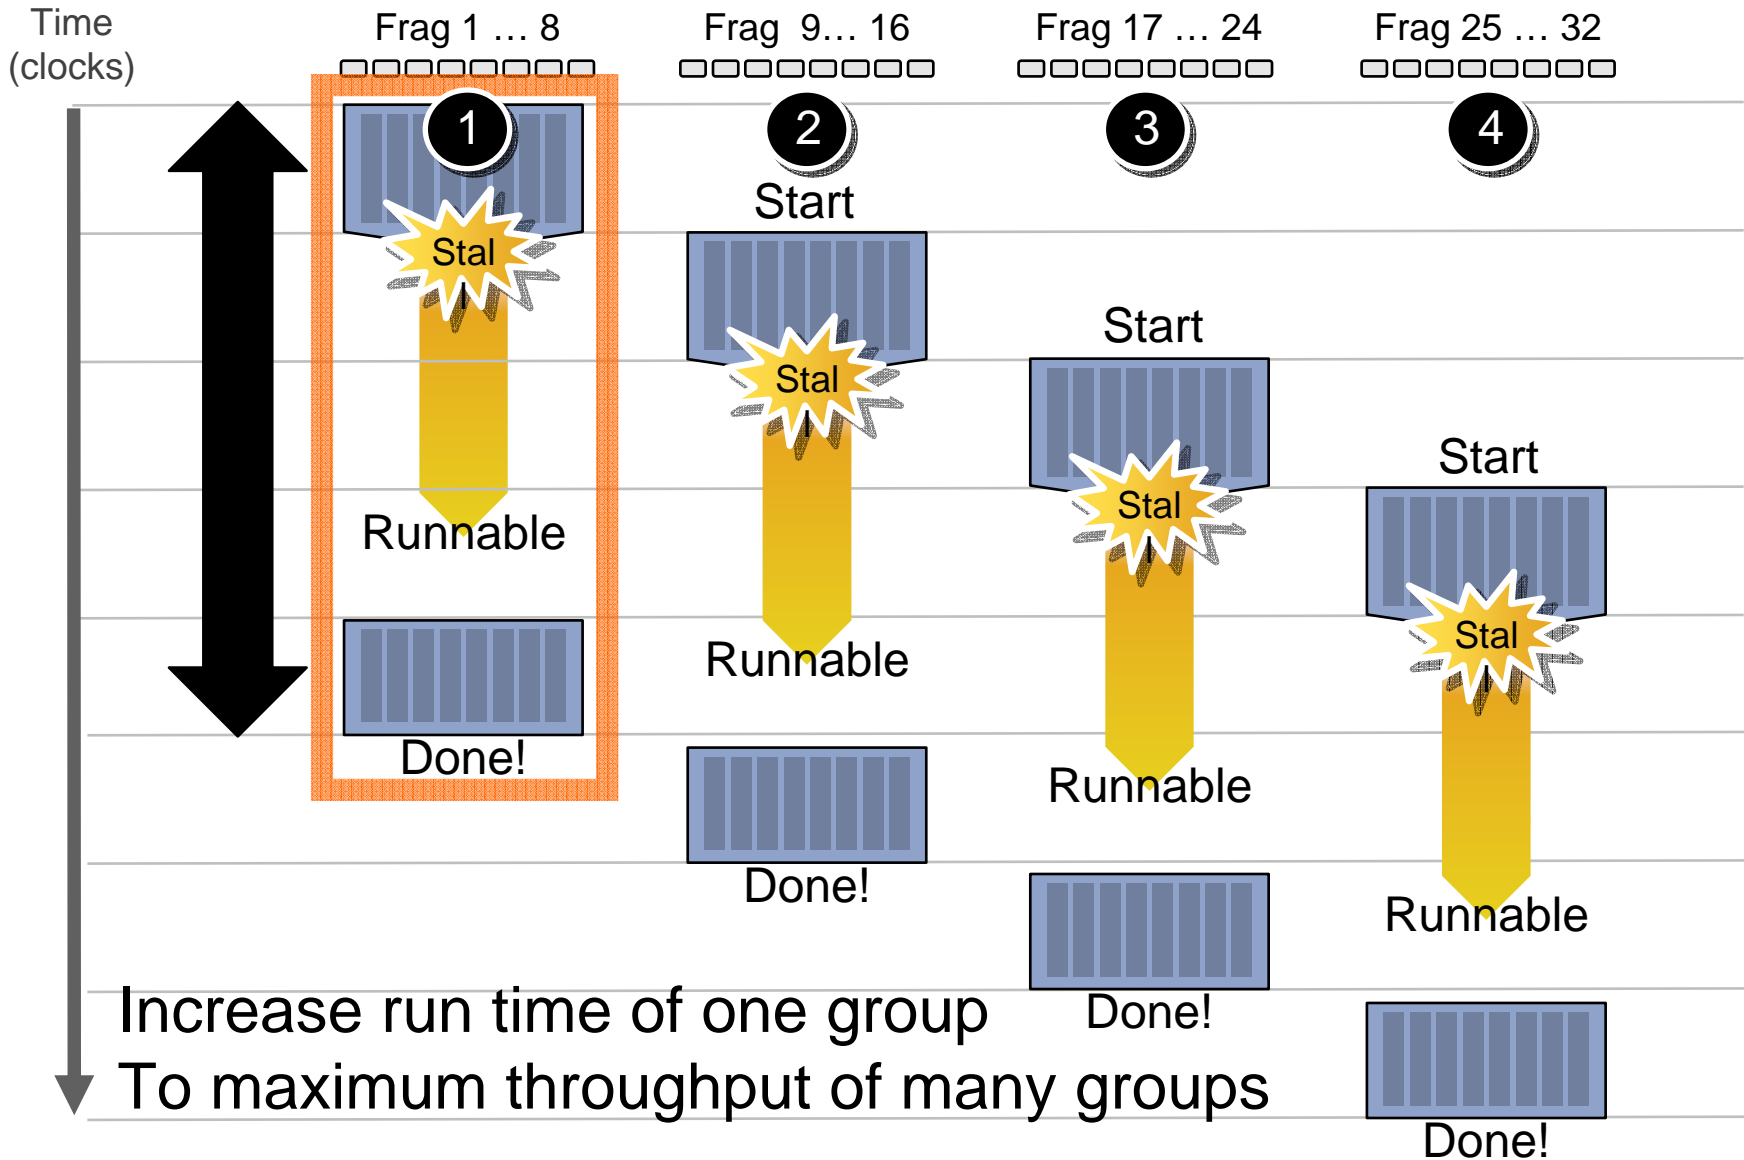 Time
(clocks)
Frag 1 … 8
Frag 9… 16
Frag 17 … 24
Frag 25 … 32
1
2
3
4
Start
Stal
l
Start
Stal
l
Start
Stal
l
Runnable
Stal
l
Runnable
Done!
Runnable
Done!
Runnable
Increase run time of one group
Done!
To maximum throughput of many groups
Done!